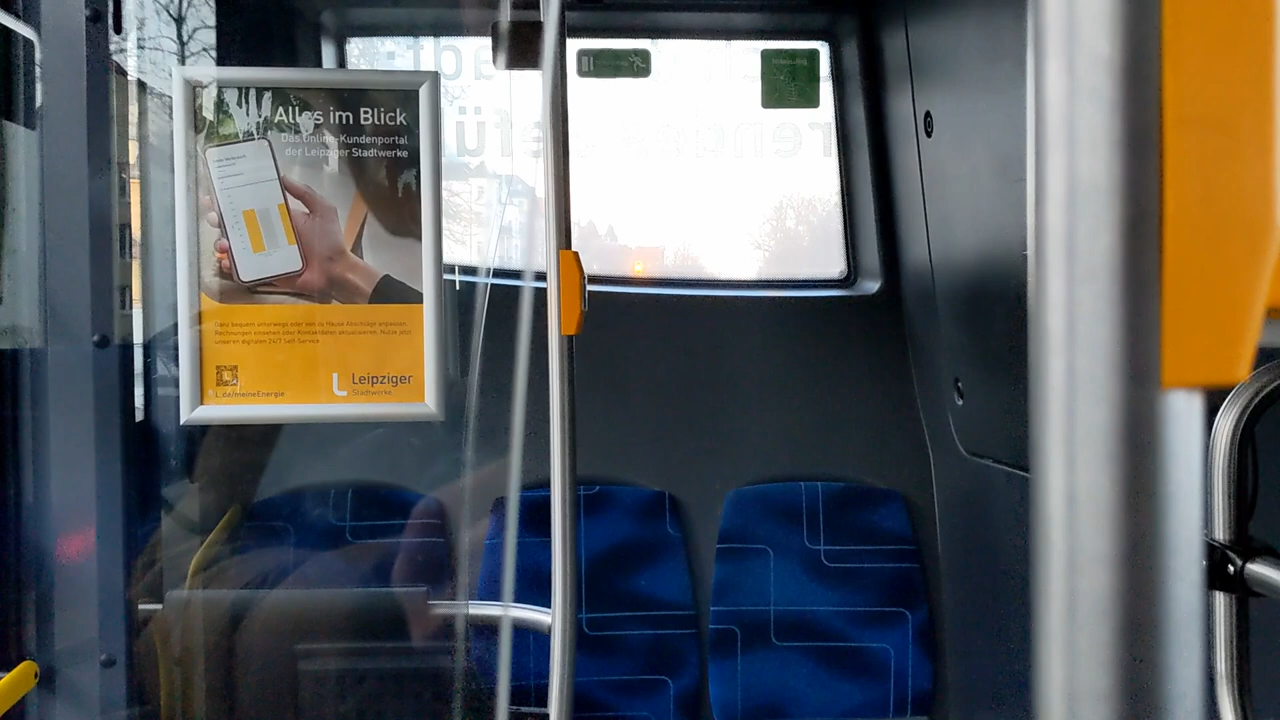 Alles im Blick
Das Online-Kundenportal
der Leipziger Stadtwerke
Ganz bequem unterwegs oder von zu Hause Abschläge anpassen,
Rechnungen einsehen oder Kontaktdaten aktualisieren. Nutze jetzt
unseren digitalen 24/7 Self-Service.
L.de/meineEnergie
Leipziger
Stadtwerke